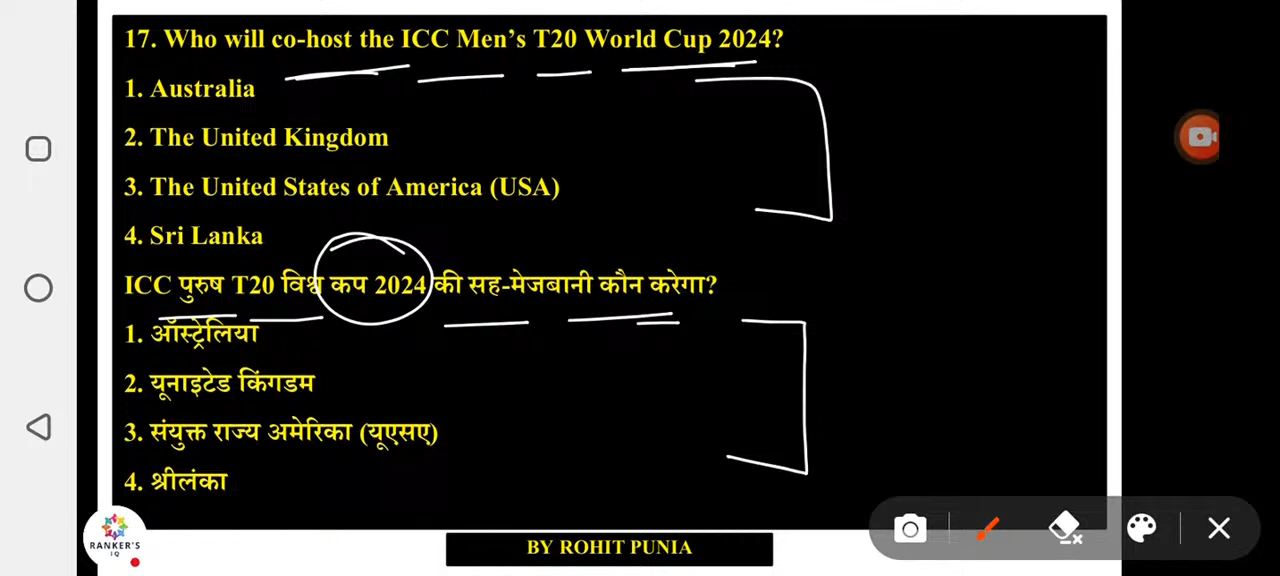 17. Who will co-host the ICC Men's T20 World Cup 2024?
1. Australia
2. The United Kingdom
3. The United States of America (USA)
4. Sri Lanka
ICC पुरुष T20 विश्व कप 2024 की सह-मेजबानी कौन करेगा?
1. ऑस्ट्रेलिया
2. यूनाइटेड किंगडम
3. संयुक्त राज्य अमेरिका (यूएसए)
4. श्रीलंका
RANKER'S
IQ
BY ROHIT PUNIA